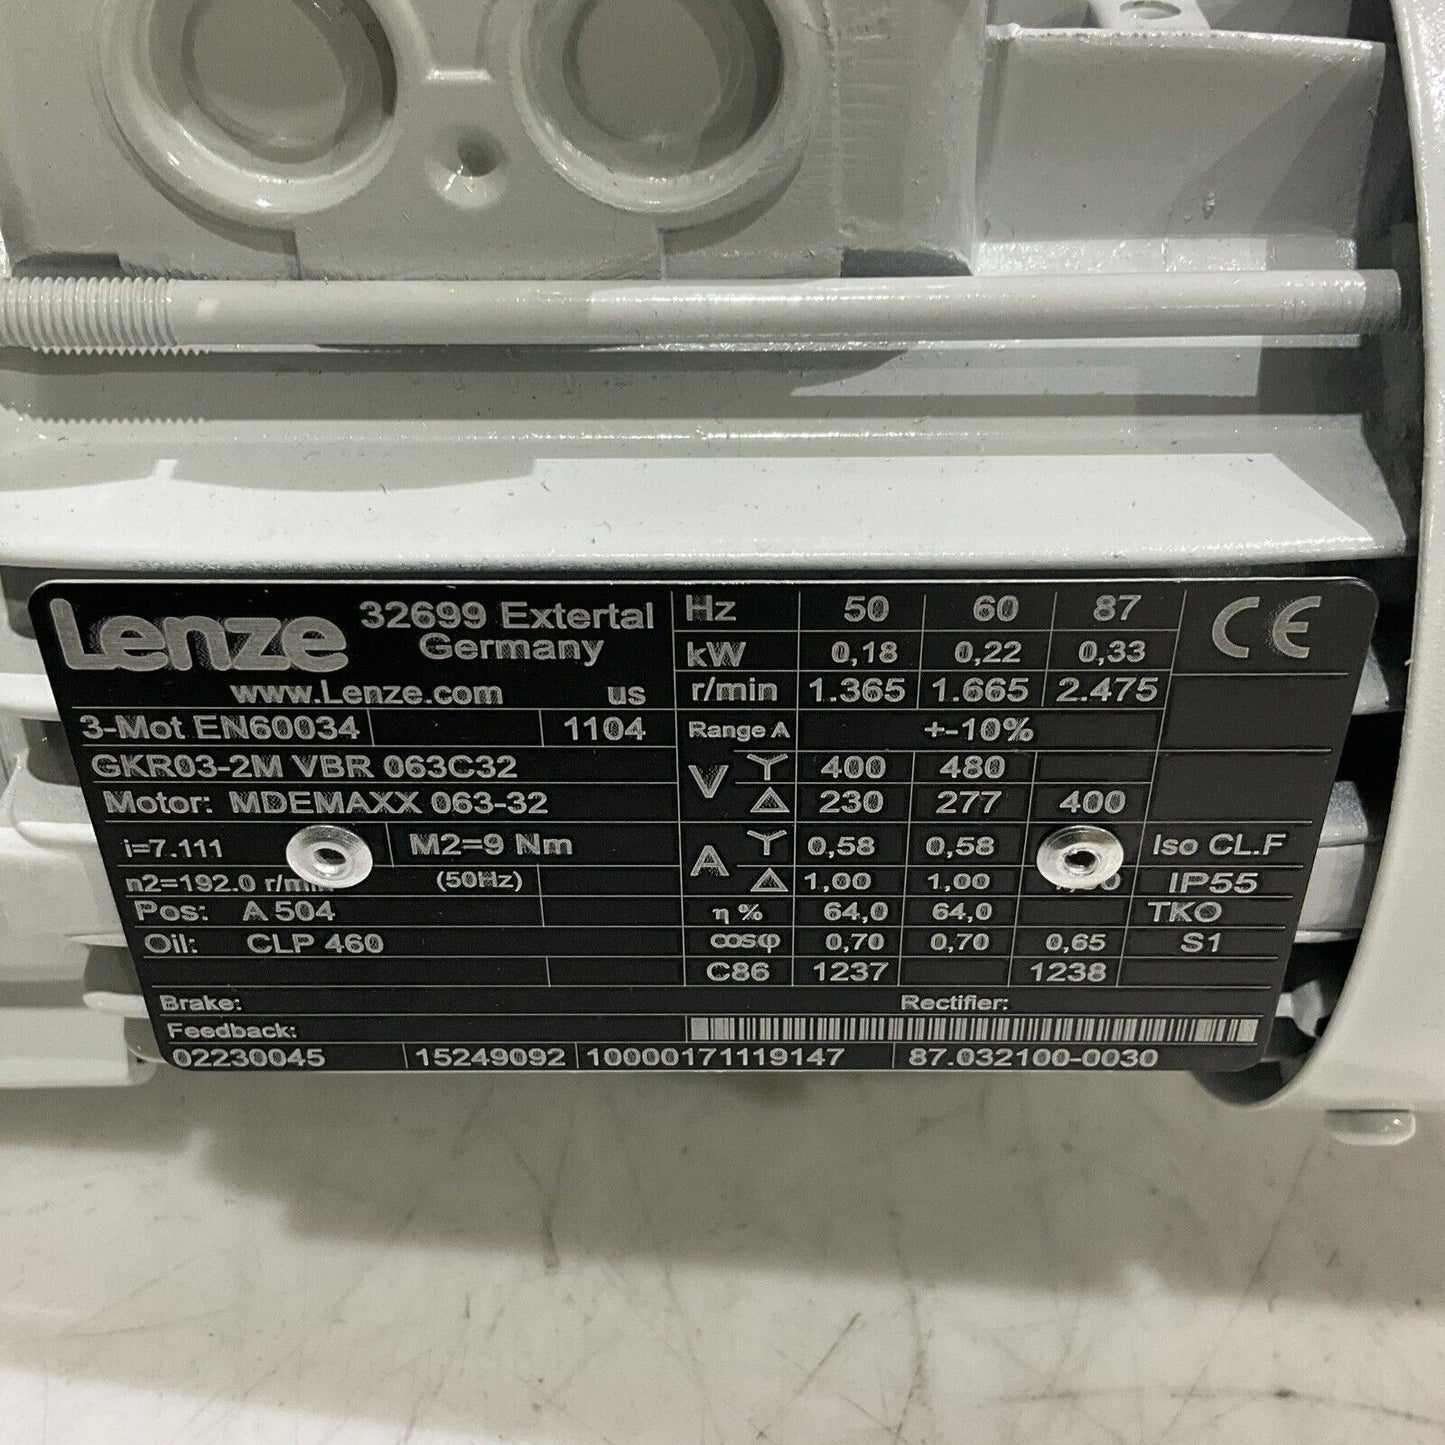 Lenze 32699 Extertal
Germany
www.Lenze.com us
3-Mot EN60034 1104
GKR03-2M VBR 063C32
Motor: MDEMAXX 063-32
i=7.111 M2=9 Nm
n2=192.0 (50Hz)
Pos: A 504
Oil: CLP 460
Hz 50 60 87
kW 0,18 0,22 0,33
r/min 1.365 1.665 2.475
Range A +-10%
V Y 400 480
Δ 230 277 400
A Y 0,58 0,58
Δ 1,00 1,00
η % 64,0 64,0
cosφ 0,70 0,70 0,65
C86 1237 1238
CE
Iso CL.F
IP55
TKO
S1
Brake: Rectifier:
Feedback:
02230045 15249092 10000171119147 87.032100-0030